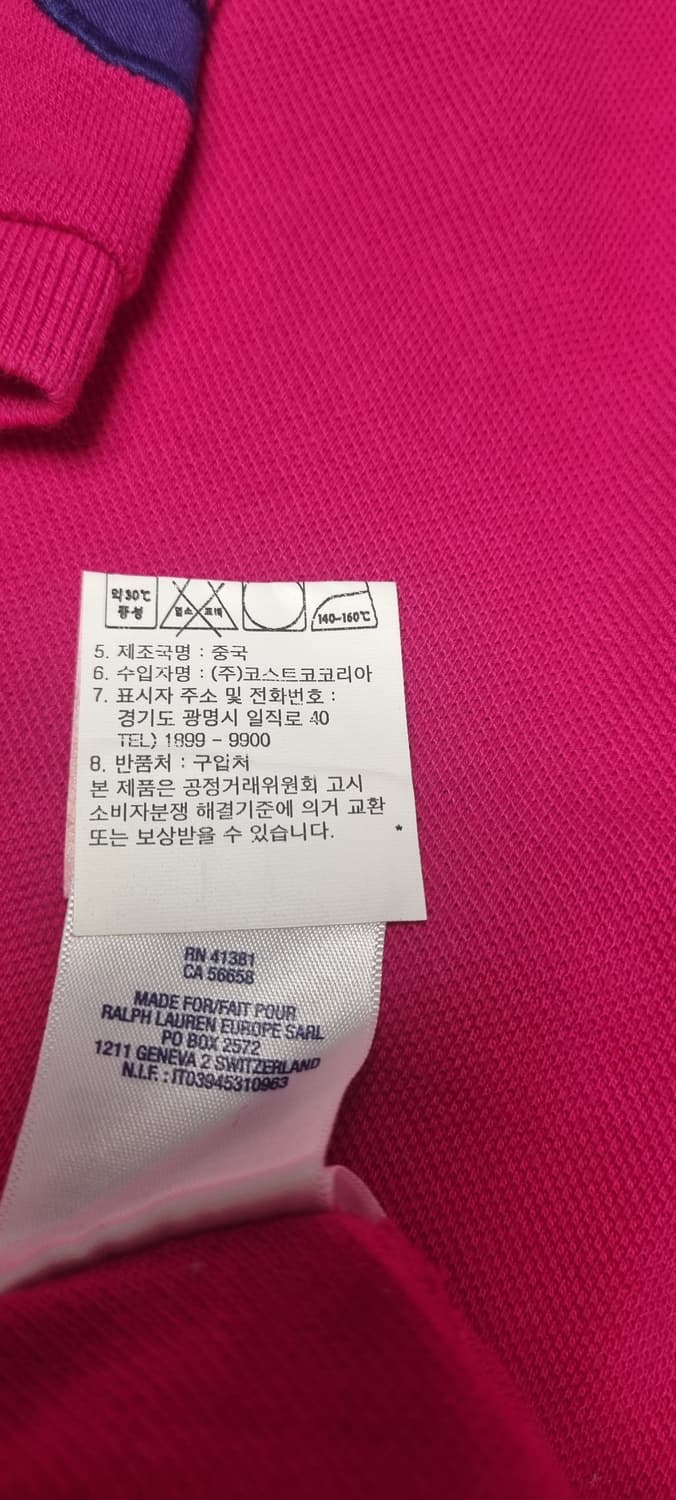 약30℃
중성
염소 표백
140~160℃
5. 제조국명 : 중국
6. 수입자명 : (주)코스트코코리아
7. 표시자 주소 및 전화번호 :
경기도 광명시 일직로 40
TEL) 1899 - 9900
8. 반품처 : 구입처
본 제품은 공정거래위원회 고시
소비자분쟁 해결기준에 의거 교환
또는 보상받을 수 있습니다. *
RN 41381
CA 56658
MADE FOR/FAIT POUR
RALPH LAUREN EUROPE SARL
PO BOX 2572
1211 GENEVA 2 SWITZERLAND
N.I.F. : IT03945310963